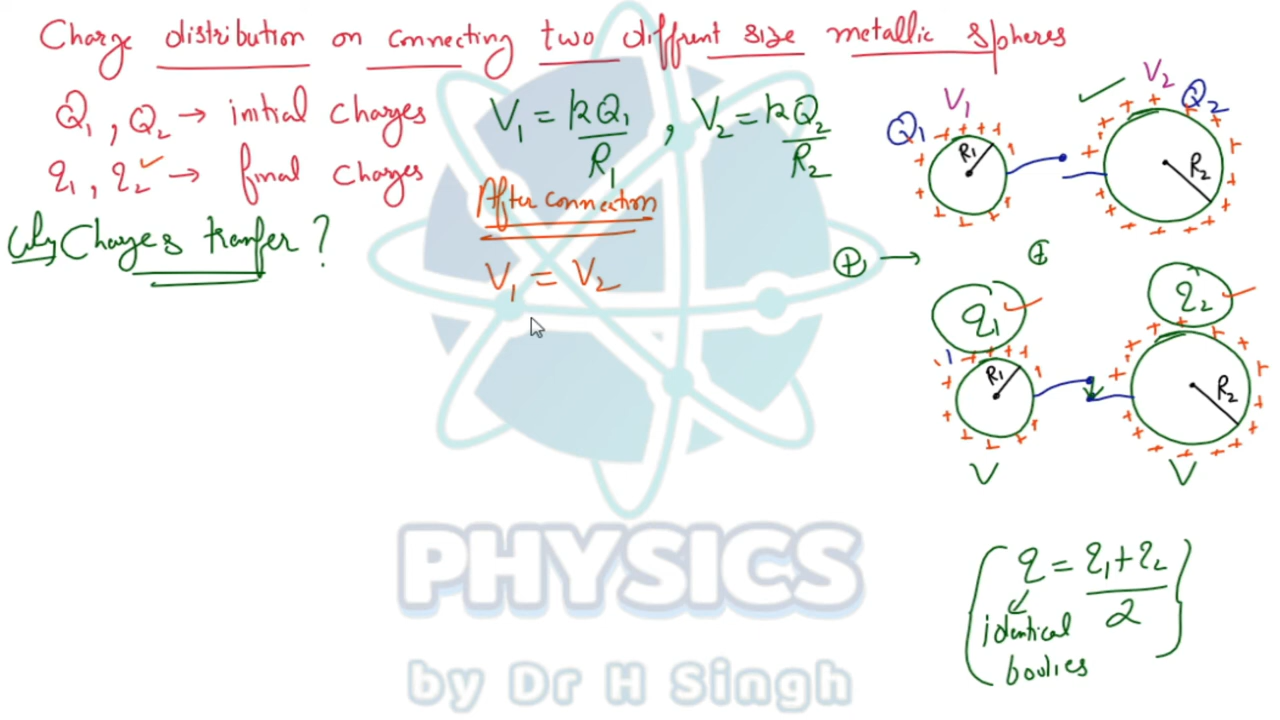 Charge distribution on connecting two diffrent size metallic spheres
Q₁ , Q₂ → initial charges
q₁ , q₂ → final charges
Why Charges tranfer ?
V₁ = kQ₁/R₁ , V₂ = kQ₂/R₂
After connection
V₁ = V₂
V₁
Q₁
R₁
V₂
Q₂
R₂
⊕ →
q₁
R₁
V
q₂
R₂
V
q = q₁ + q₂ / 2
identical
bodies
PHYSICS
by Dr H Singh